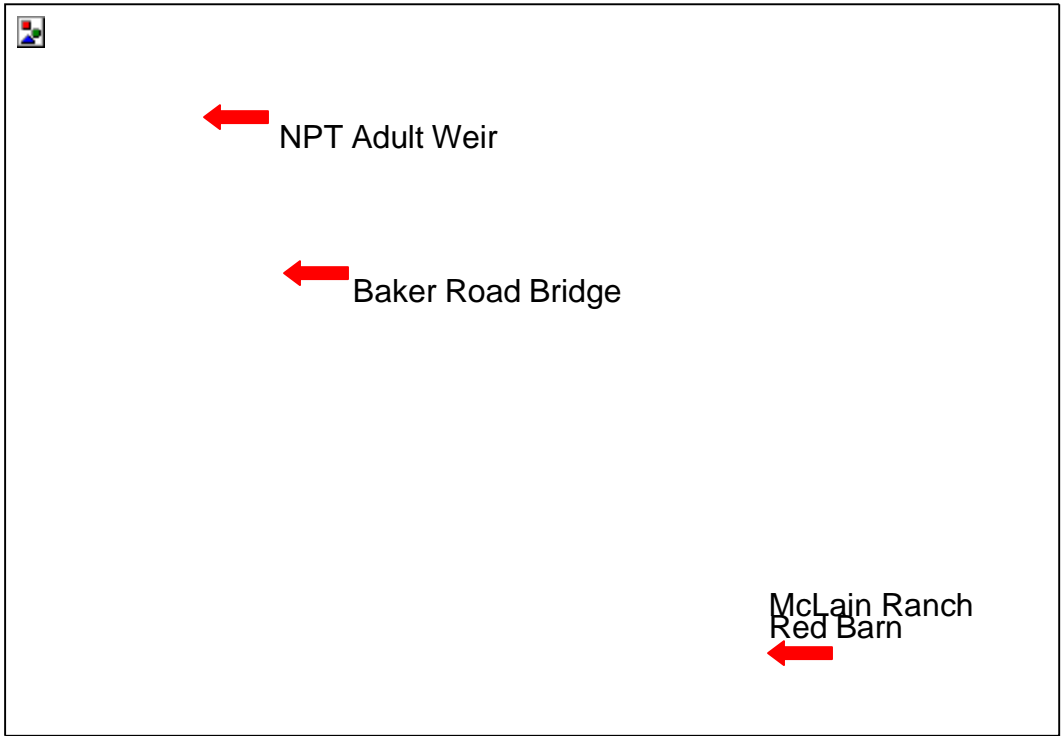 NPT Adult Weir
Baker Road Bridge
McLain Ranch
Red Barn